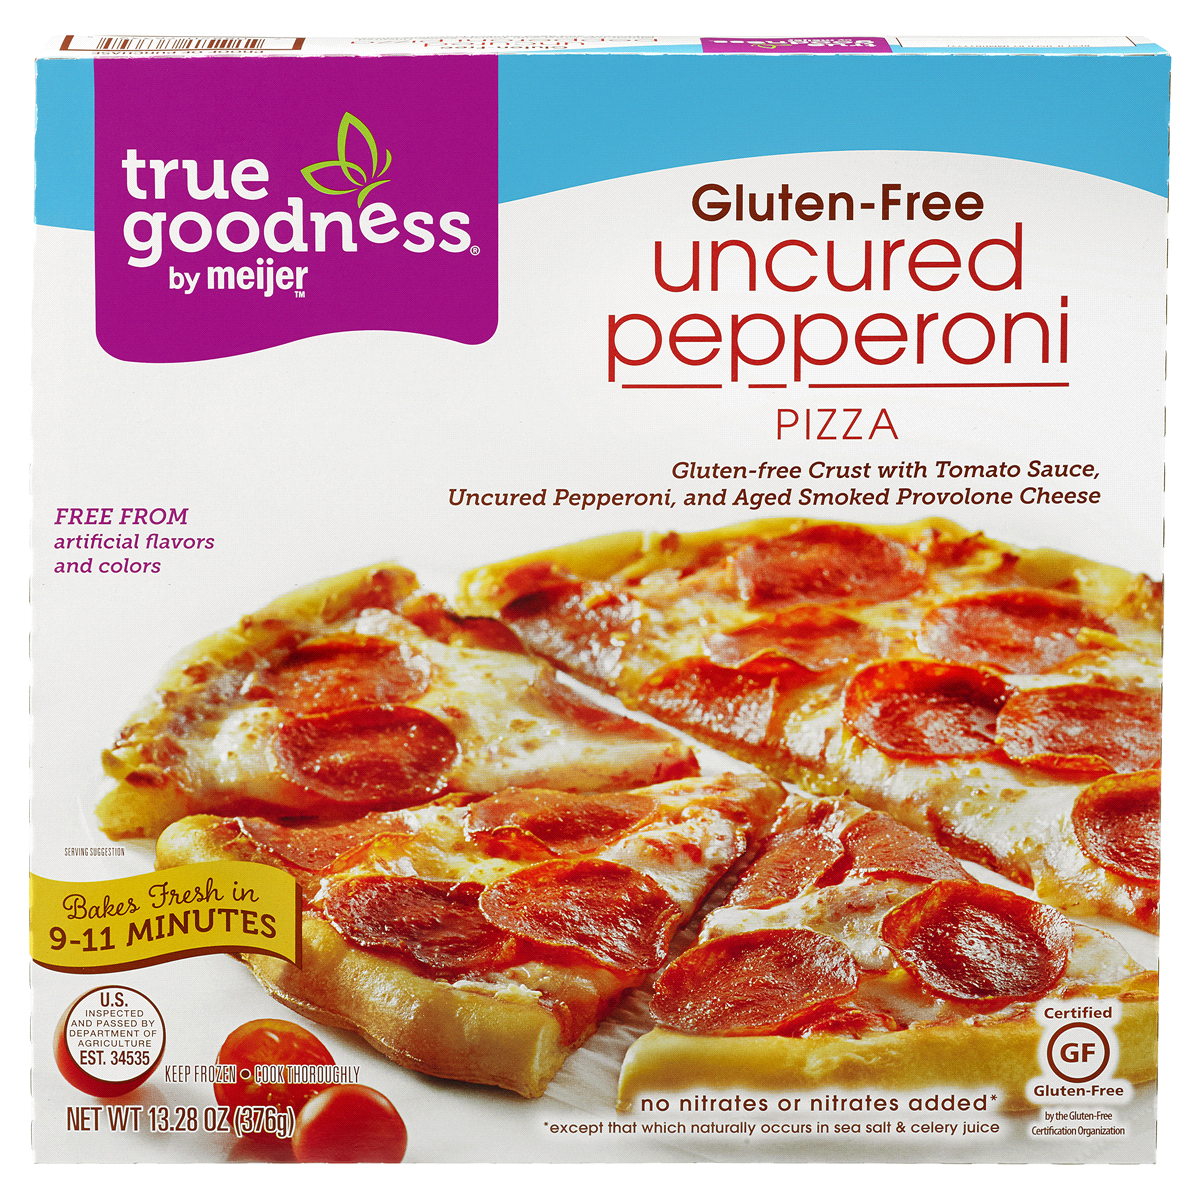 PROOF OF PURCHASE
true
goodness®
by meijer™
Gluten-Free
uncured
pepperoni
PIZZA
Gluten-free Crust with Tomato Sauce,
Uncured Pepperoni, and Aged Smoked Provolone Cheese
FREE FROM
artificial flavors
and colors
SERVING SUGGESTION
Bakes Fresh in
9-11 MINUTES
U.S.
INSPECTED
AND PASSED BY
DEPARTMENT OF
AGRICULTURE
EST. 34535
KEEP FROZEN • COOK THOROUGHLY
NET WT 13.28 OZ (376g)
no nitrates or nitrates added*
*except that which naturally occurs in sea salt & celery juice
Certified
GF
Gluten-Free
by the Gluten-Free
Certification Organization